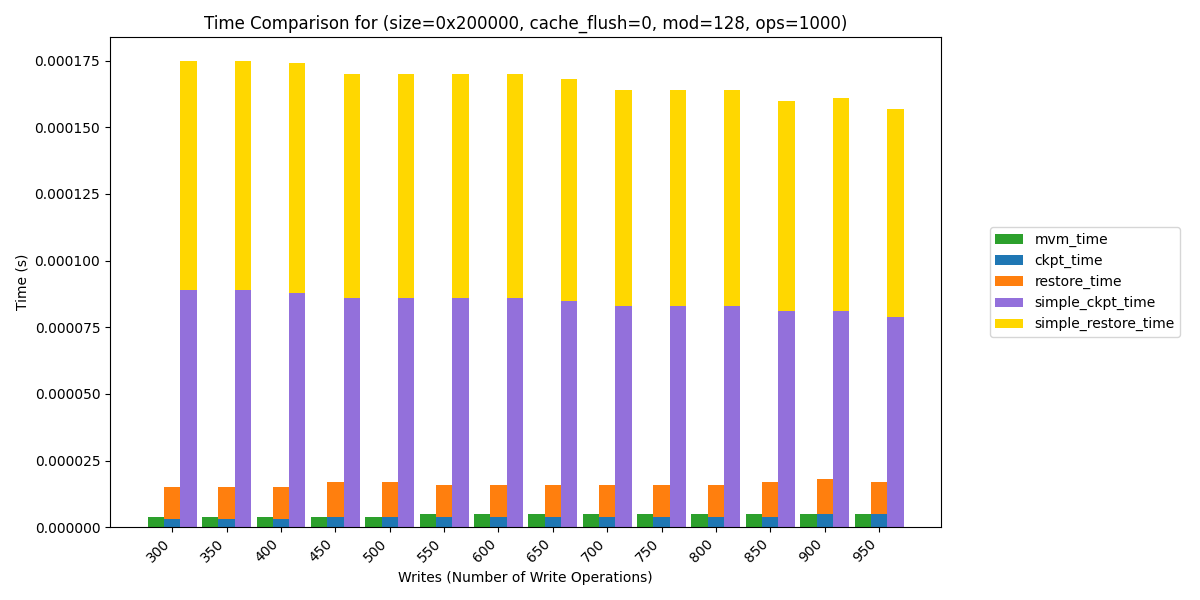 Time Comparison for (size=0x200000, cache_flush=0, mod=128, ops=1000)
Time (s)
0.000175
0.000150
0.000125
0.000100
0.000075
0.000050
0.000025
0.000000
300 350 400 450 500 550 600 650 700 750 800 850 900 950
Writes (Number of Write Operations)
mvm_time
ckpt_time
restore_time
simple_ckpt_time
simple_restore_time